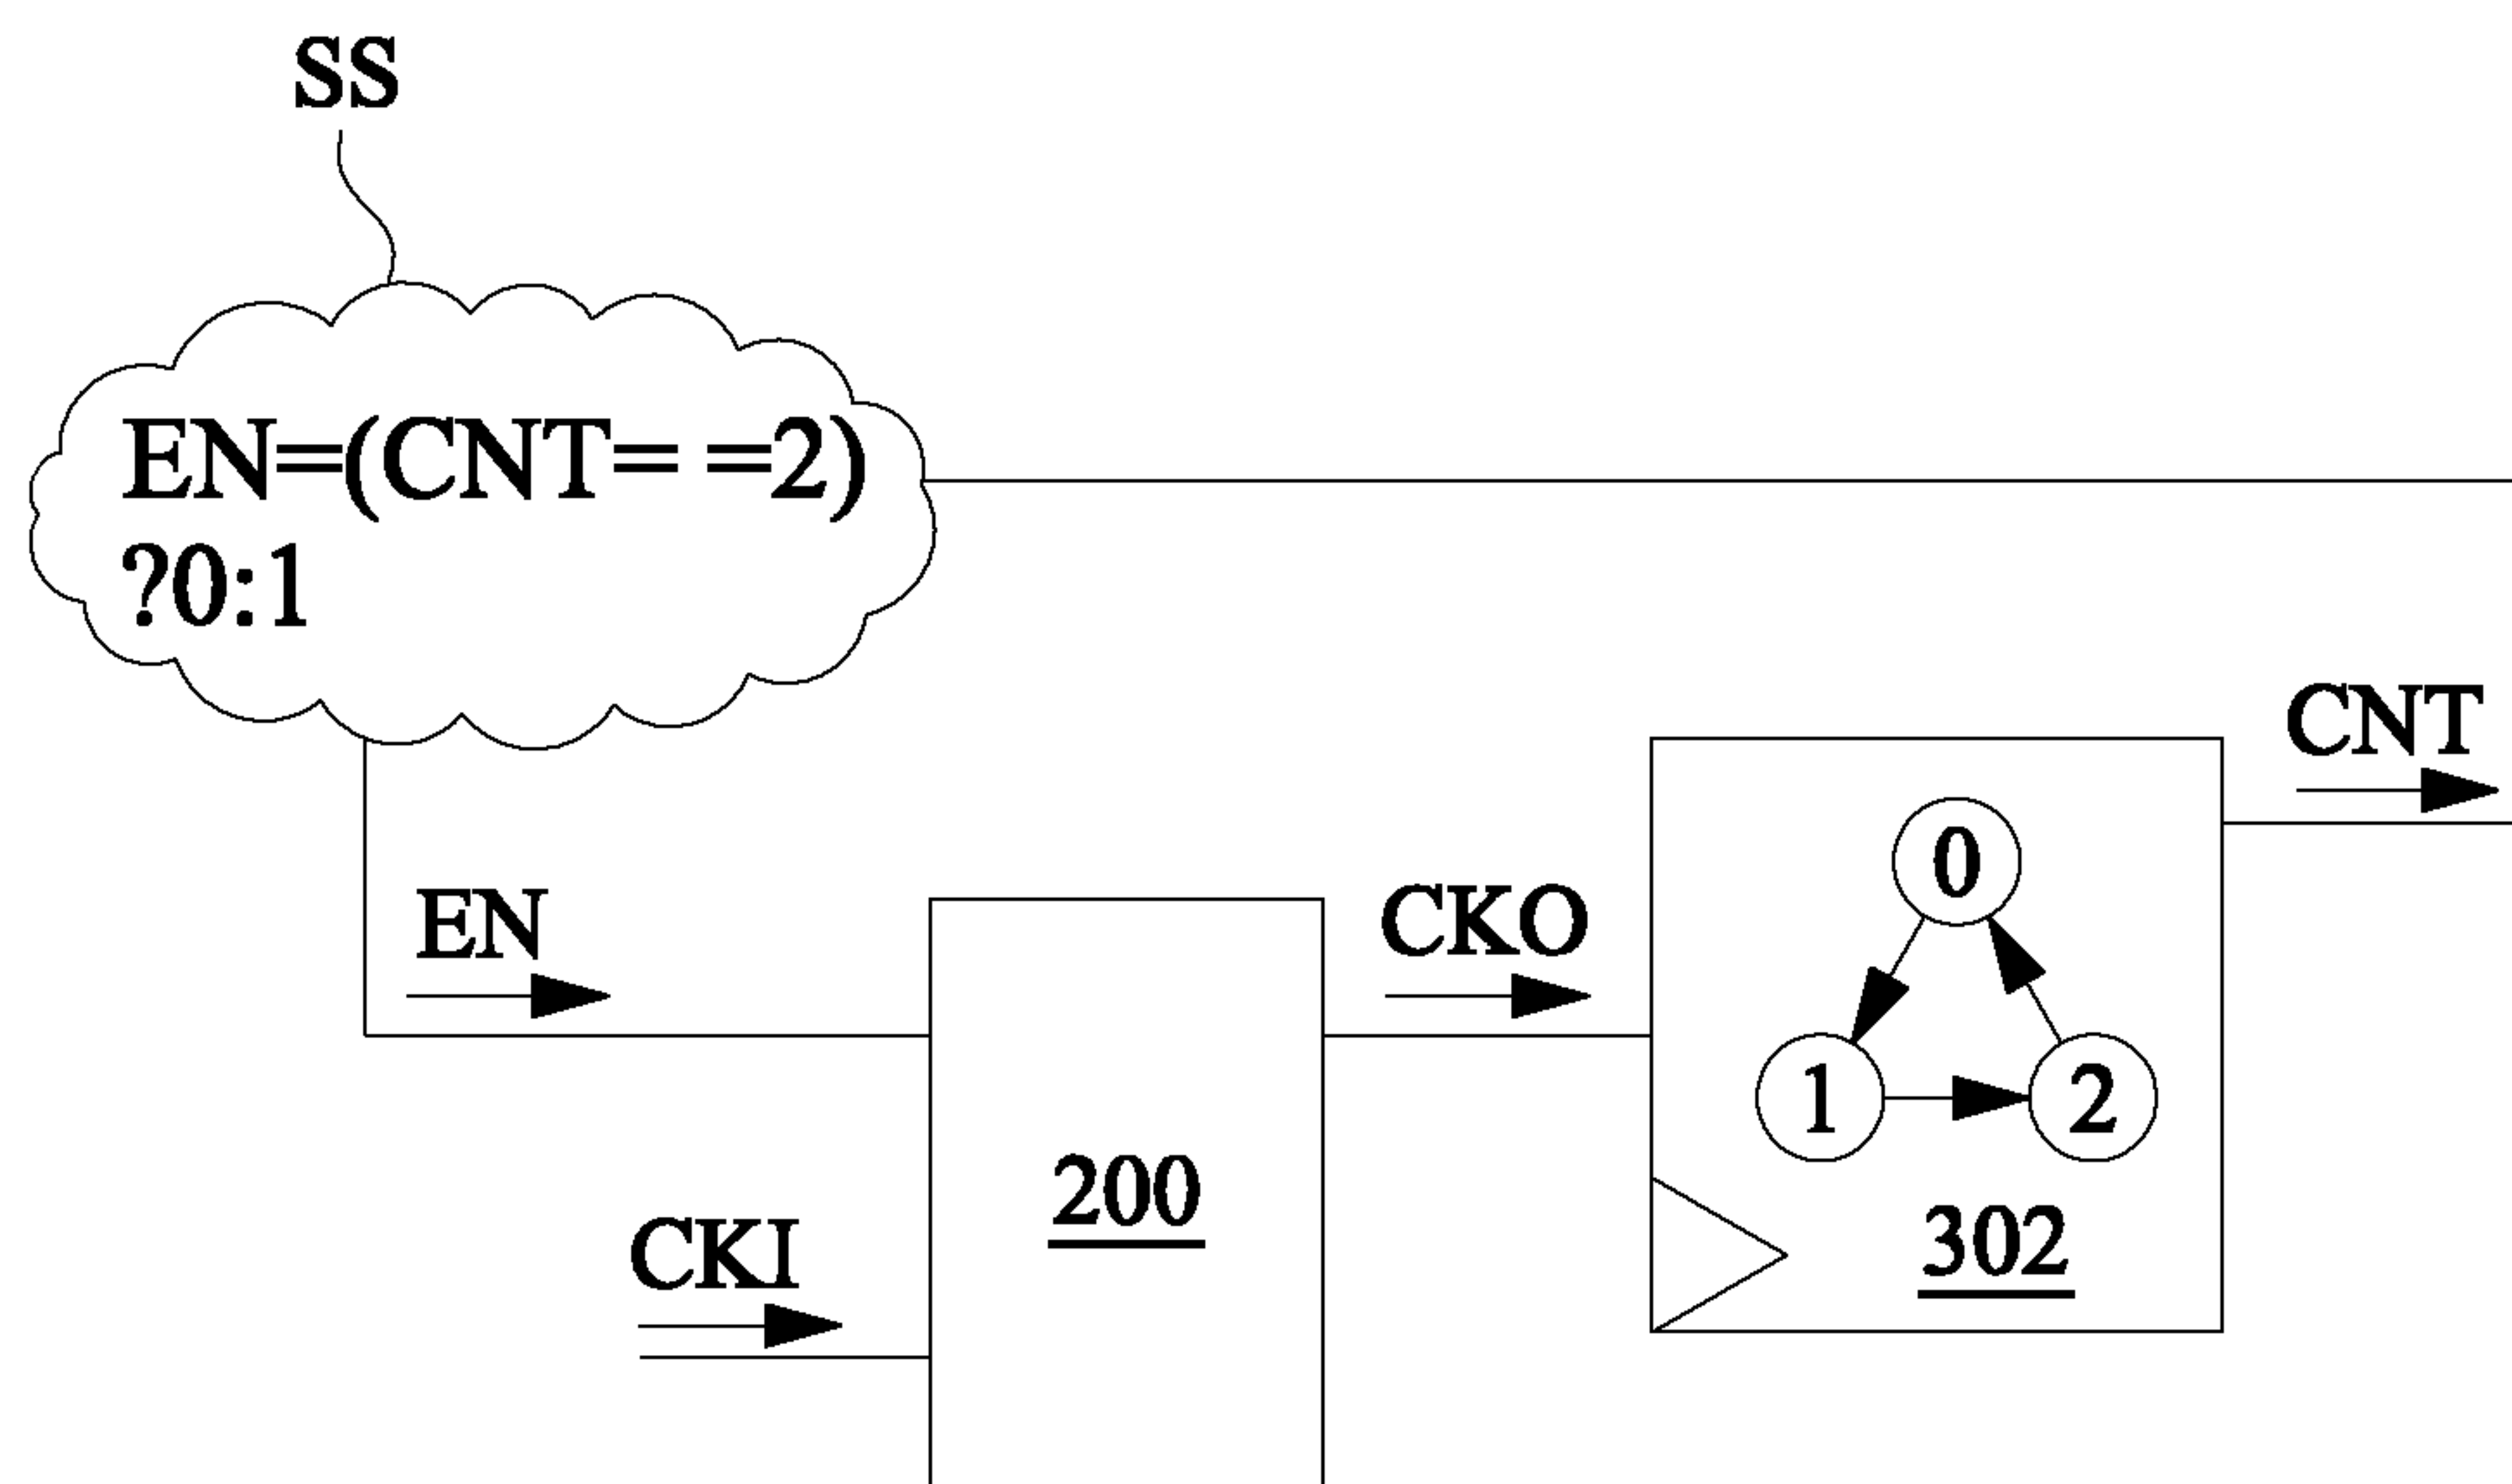 SS
EN=(CNT= =2)
?0:1
CNT
0
EN
CKO
1
2
200
302
CKI